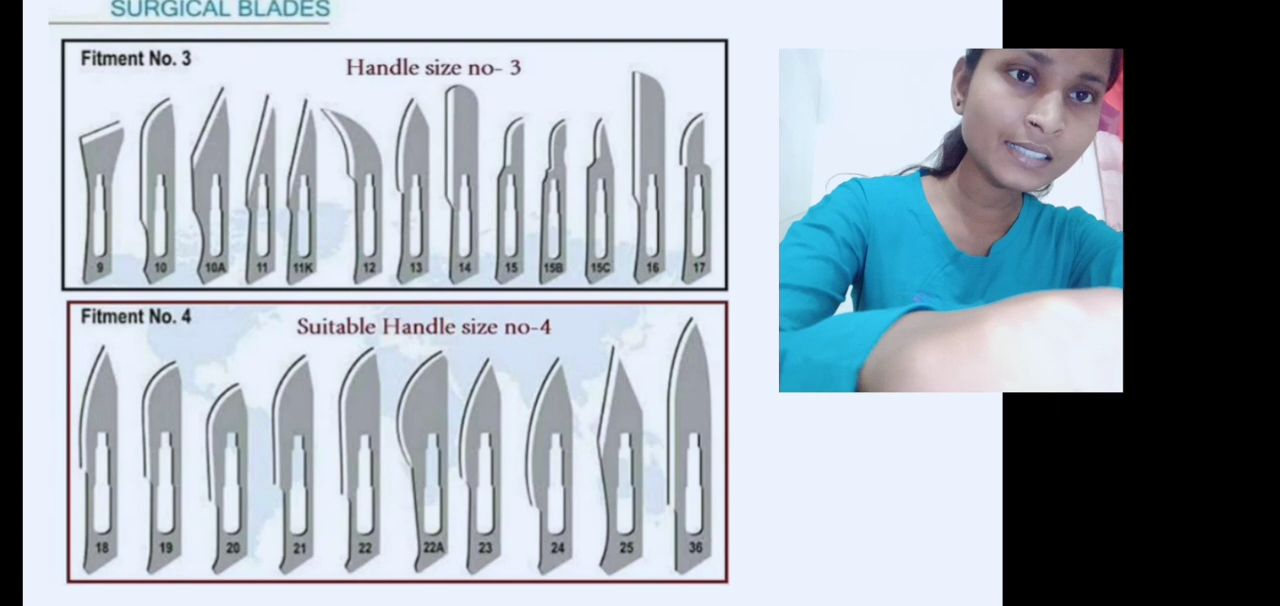 SURGICAL BLADES
Fitment No. 3
Handle size no- 3
9 10 10A 11 11K 12 13 14 15 15B 15C 16 17
Fitment No. 4
Suitable Handle size no-4
18 19 20 21 22 22A 23 24 25 36